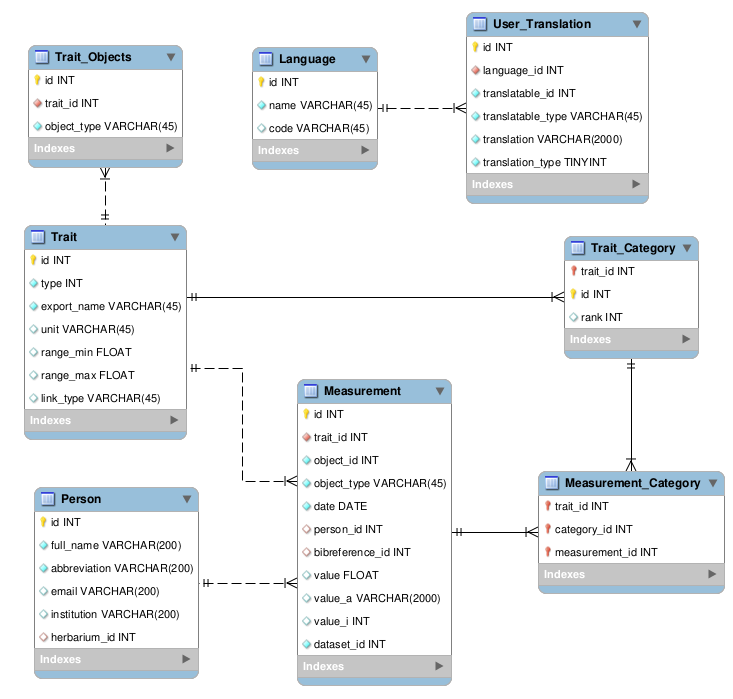 Trait_Objects
id INT
trait_id INT
object_type VARCHAR(45)
Indexes
Language
id INT
name VARCHAR(45)
code VARCHAR(45)
Indexes
User_Translation
id INT
language_id INT
translatable_id INT
translatable_type VARCHAR(45)
translation VARCHAR(2000)
translation_type TINYINT
Indexes
Trait
id INT
type INT
export_name VARCHAR(45)
unit VARCHAR(45)
range_min FLOAT
range_max FLOAT
link_type VARCHAR(45)
Indexes
Trait_Category
trait_id INT
id INT
rank INT
Indexes
Measurement
id INT
trait_id INT
object_id INT
object_type VARCHAR(45)
date DATE
person_id INT
bibreference_id INT
value FLOAT
value_a VARCHAR(2000)
value_i INT
dataset_id INT
Indexes
Person
id INT
full_name VARCHAR(200)
abbreviation VARCHAR(200)
email VARCHAR(200)
institution VARCHAR(200)
herbarium_id INT
Indexes
Measurement_Category
trait_id INT
category_id INT
measurement_id INT
Indexes